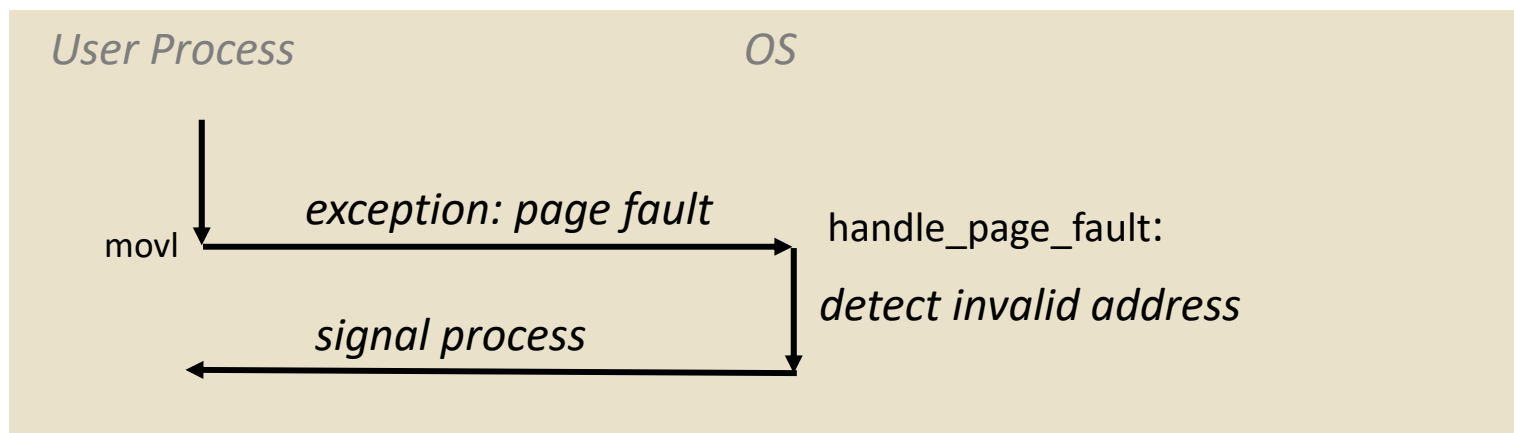 User Process OS
exception: page fault
handle_page_fault:
movl
detect invalid address
signal process